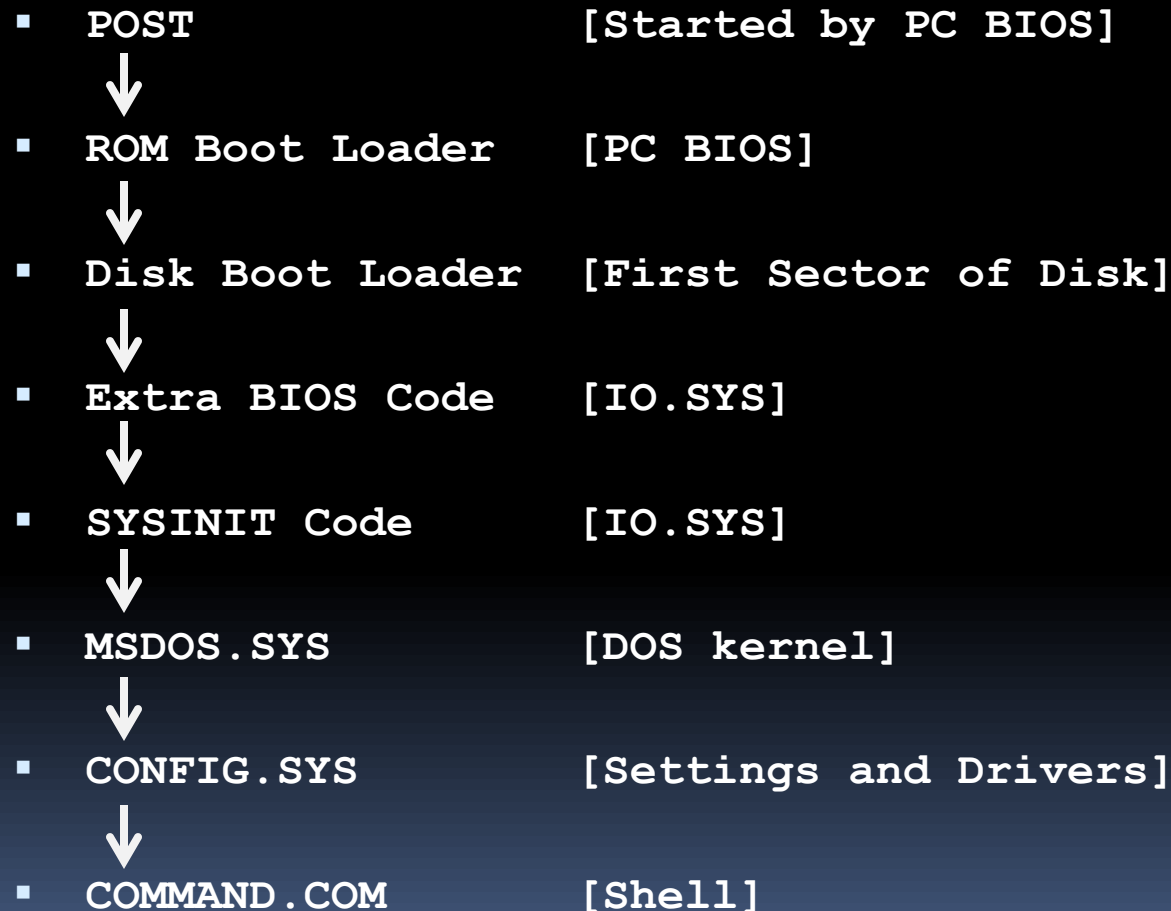 ▪ POST [Started by PC BIOS]
▪ ROM Boot Loader [PC BIOS]
▪ Disk Boot Loader [First Sector of Disk]
▪ Extra BIOS Code [IO.SYS]
▪ SYSINIT Code [IO.SYS]
▪ MSDOS.SYS [DOS kernel]
▪ CONFIG.SYS [Settings and Drivers]
▪ COMMAND.COM [Shell]